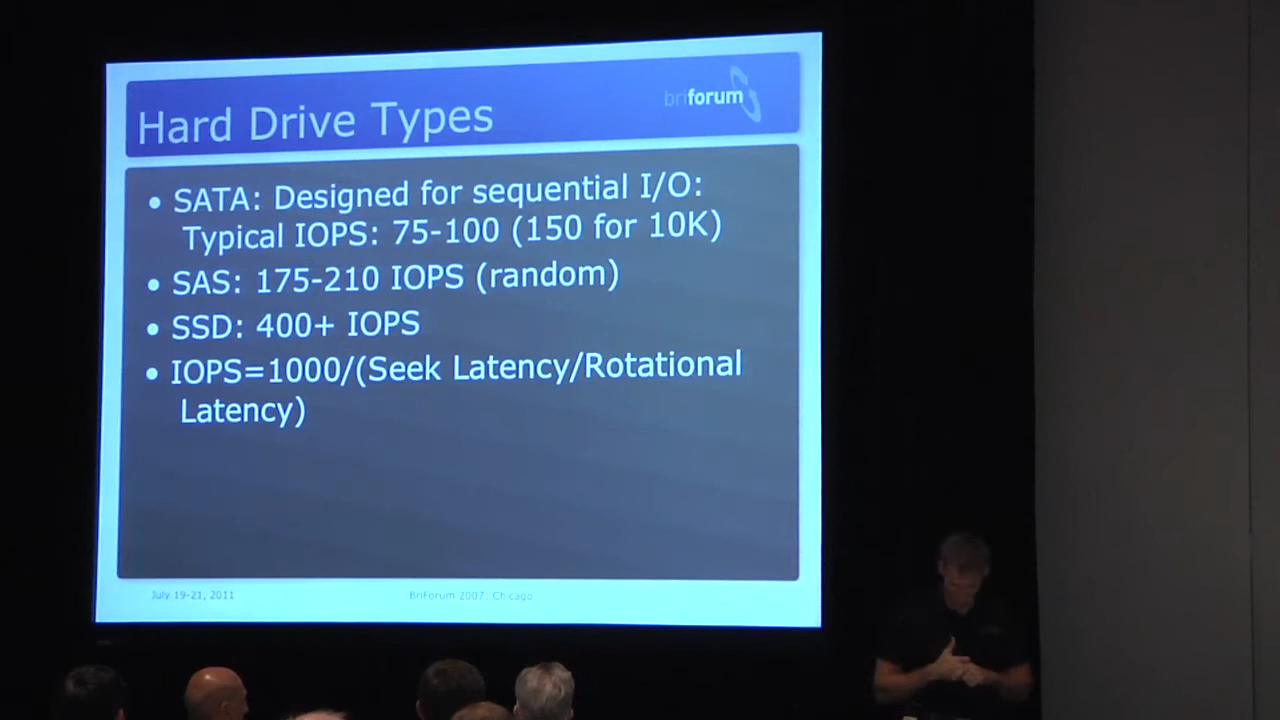 Hard Drive Types
briforum
• SATA: Designed for sequential I/O:
Typical IOPS: 75-100 (150 for 10K)
• SAS: 175-210 IOPS (random)
• SSD: 400+ IOPS
• IOPS=1000/(Seek Latency/Rotational
Latency)
July 19-21, 2011
BriForum 2007, Chicago